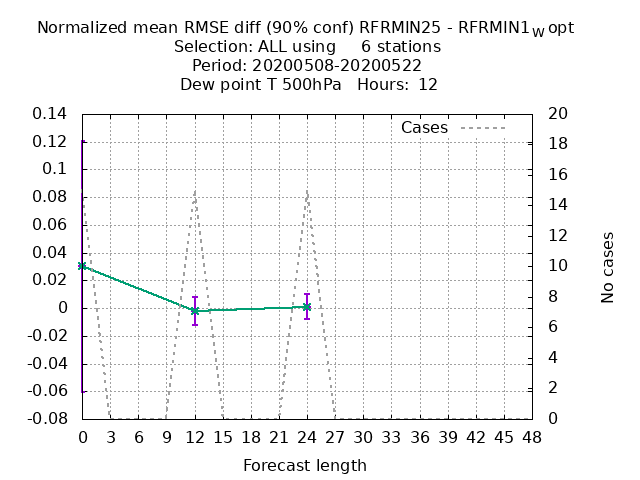 Normalized mean RMSE diff (90% conf) RFRMIN25 - RFRMIN1wopt
Selection: ALL using 6 stations
Period: 20200508-20200522
Dew point T 500hPa Hours: 12
Cases
0.14
0.12
0.1
0.08
0.06
0.04
0.02
0
-0.02
-0.04
-0.06
-0.08
20
18
16
14
12
10
8
6
4
2
0
No cases
0 3 6 9 12 15 18 21 24 27 30 33 36 39 42 45 48
Forecast length